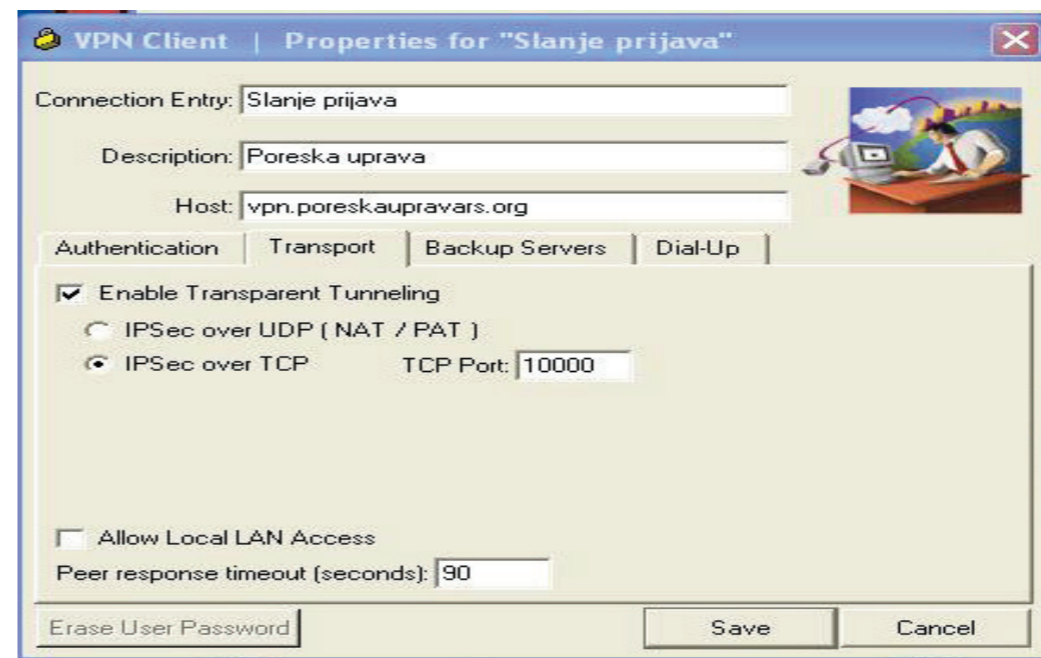 VPN Client | Properties for "Slanje prijava"
Connection Entry: Slanje prijava
Description: Poreska uprava
Host: vpn.poreskaupravars.org
Authentication Transport Backup Servers Dial-Up
Enable Transparent Tunneling
IPSec over UDP ( NAT / PAT )
IPSec over TCP TCP Port: 10000
Allow Local LAN Access
Peer response timeout (seconds): 90
Erase User Password Save Cancel